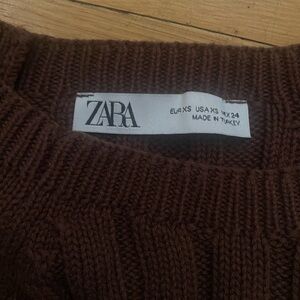 ZARA
EUR XS USA XS MEX 24
MADE IN TURKEY